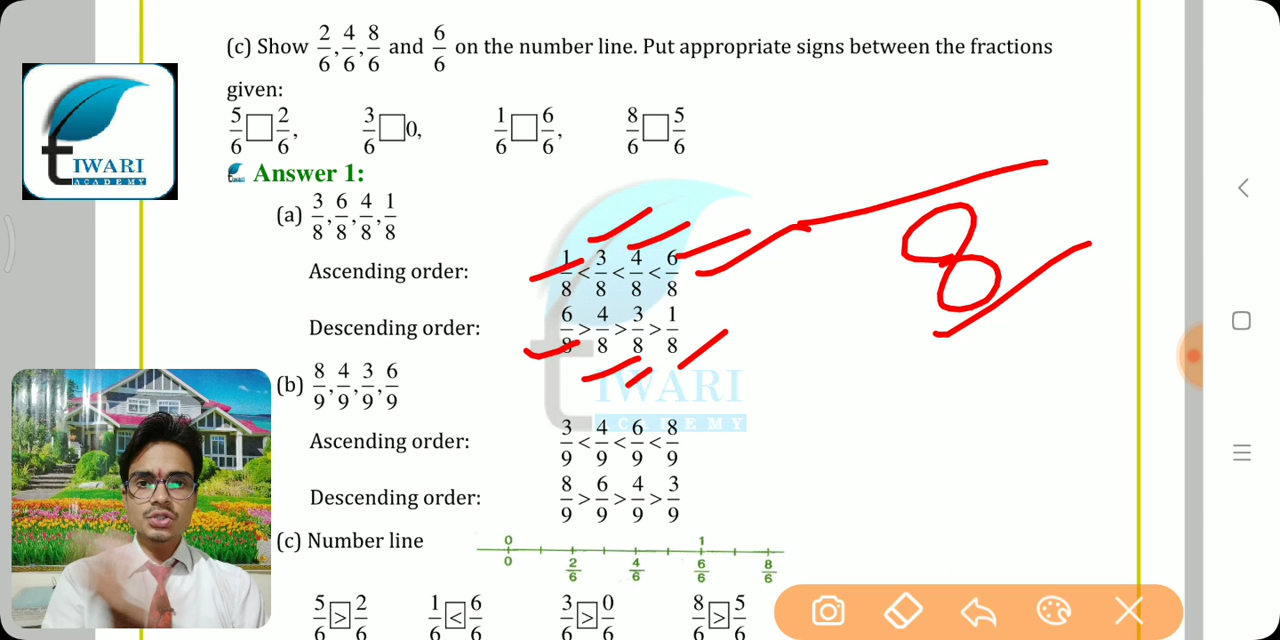 (c) Show 2/6, 4/6, 8/6 and 6/6 on the number line. Put appropriate signs between the fractions
given:
5/6 □ 2/6, 3/6 □ 0, 1/6 □ 6/6, 8/6 □ 5/6
tIWARI
ACADEMY
Answer 1:
(a) 3/8, 6/8, 4/8, 1/8
Ascending order: 1/8 < 3/8 < 4/8 < 6/8
8
Descending order: 6/8 > 4/8 > 3/8 > 1/8
tIWARI
ACADEMY
(b) 8/9, 4/9, 3/9, 6/9
Ascending order: 3/9 < 4/9 < 6/9 < 8/9
Descending order: 8/9 > 6/9 > 4/9 > 3/9
(c) Number line
0 1
0 2/6 4/6 6/6 8/6
5/6 > 2/6 1/6 < 6/6 3/6 > 0/6 8/6 > 5/6